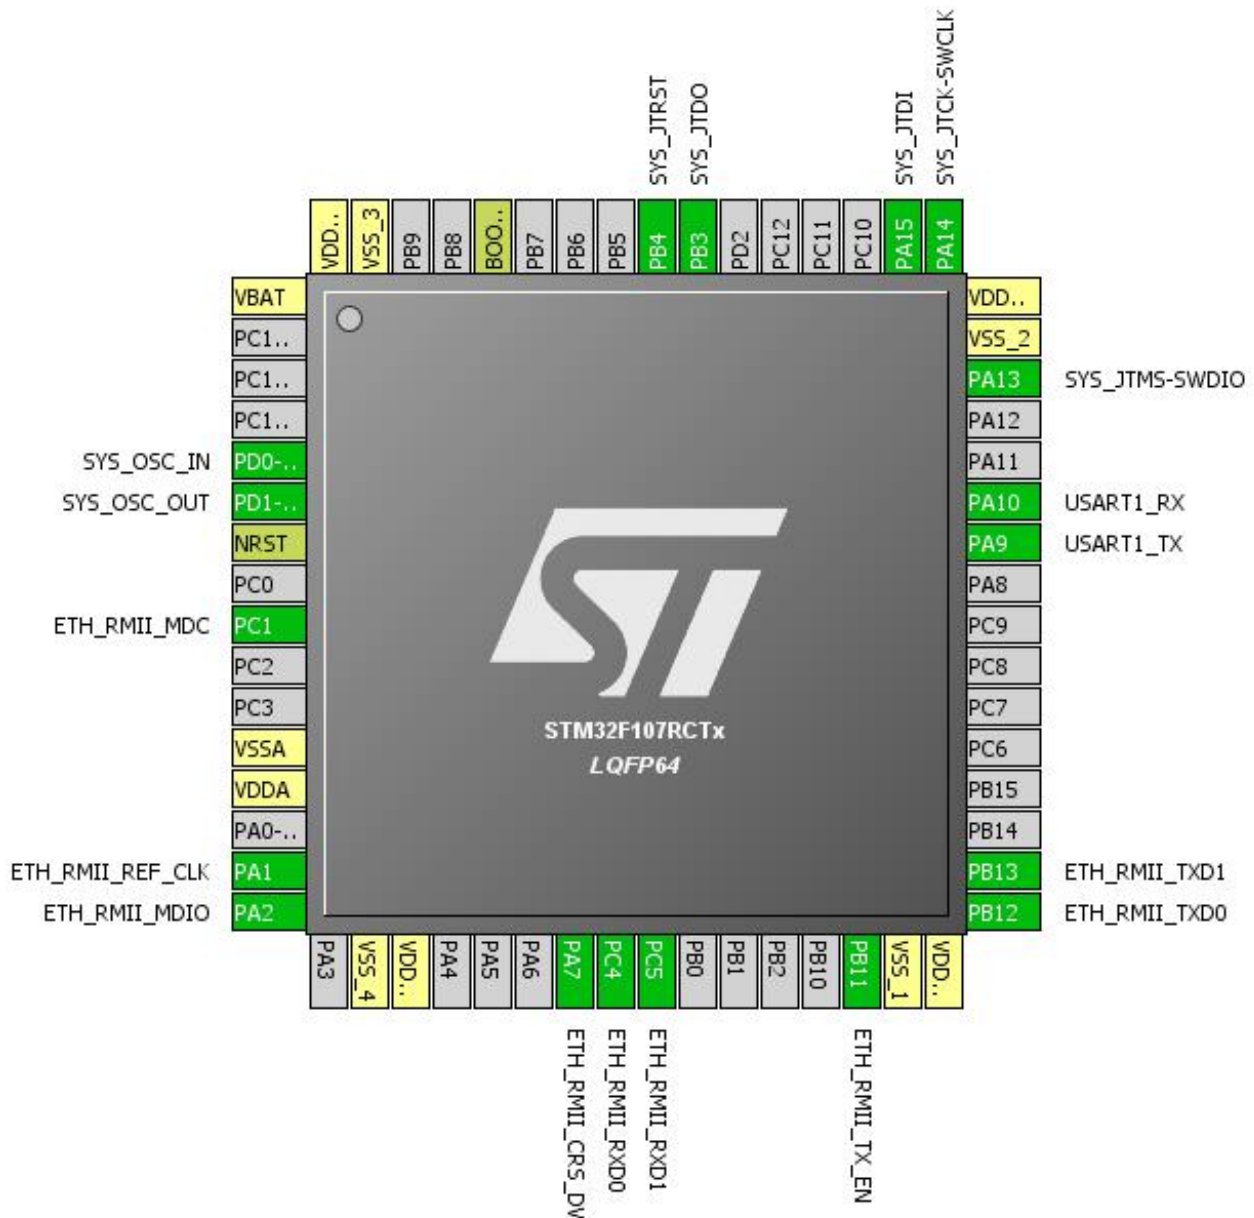 SYS_JTRST
SYS_JTDO
SYS_JTDI
SYS_JTCK-SWCLK
VDD..
VSS_3
PB9
PB8
BOO..
PB7
PB6
PB5
PB4
PB3
PD2
PC12
PC11
PC10
PA15
PA14
VBAT
PC1..
PC1..
PC1..
SYS_OSC_IN PD0-..
SYS_OSC_OUT PD1-..
NRST
PC0
ETH_RMII_MDC PC1
PC2
PC3
VSSA
VDDA
PA0-..
ETH_RMII_REF_CLK PA1
ETH_RMII_MDIO PA2
ST
STM32F107RCTx
LQFP64
VDD..
VSS_2
PA13 SYS_JTMS-SWDIO
PA12
PA11
PA10 USART1_RX
PA9 USART1_TX
PA8
PC9
PC8
PC7
PC6
PB15
PB14
PB13 ETH_RMII_TXD1
PB12 ETH_RMII_TXD0
PA3
VSS_4
VDD..
PA4
PA5
PA6
PA7
PC4
PC5
PB0
PB1
PB2
PB10
PB11
VSS_1
VDD..
ETH_RMII_CRS_DV
ETH_RMII_RXD0
ETH_RMII_RXD1
ETH_RMII_TX_EN